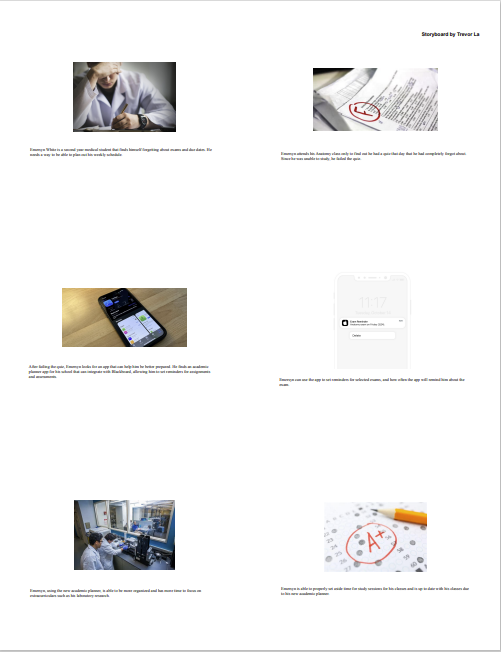 Storyboard by Trevor La
Emersyn White is a second year medical student that finds himself forgetting about exams and due dates. He
needs a way to be able to plan out his weekly schedule
Emersyn attends his Anatomy class only to find out he had a quiz that day that he had completely forgot about.
Since he was unable to study, he failed the quiz.
F
After failing the quiz, Emersyn looks for an app that can help him be better prepared. He finds an academic
planner app for his school that can integrate with Blackboard, allowing him to set reminders for assignments
and assessments.
11:17
Emersyn can use the app to set reminders for selected exams, and how often the app will remind him about the
exam.
Emersyn, using the new academic planner, is able to be more organized and has more time to focus on
extracurriculars such as his laboratory research.
A+
Emersyn is able to properly set aside time for study sessions for his classes and is up to date with his classes due
to his new academic planner.